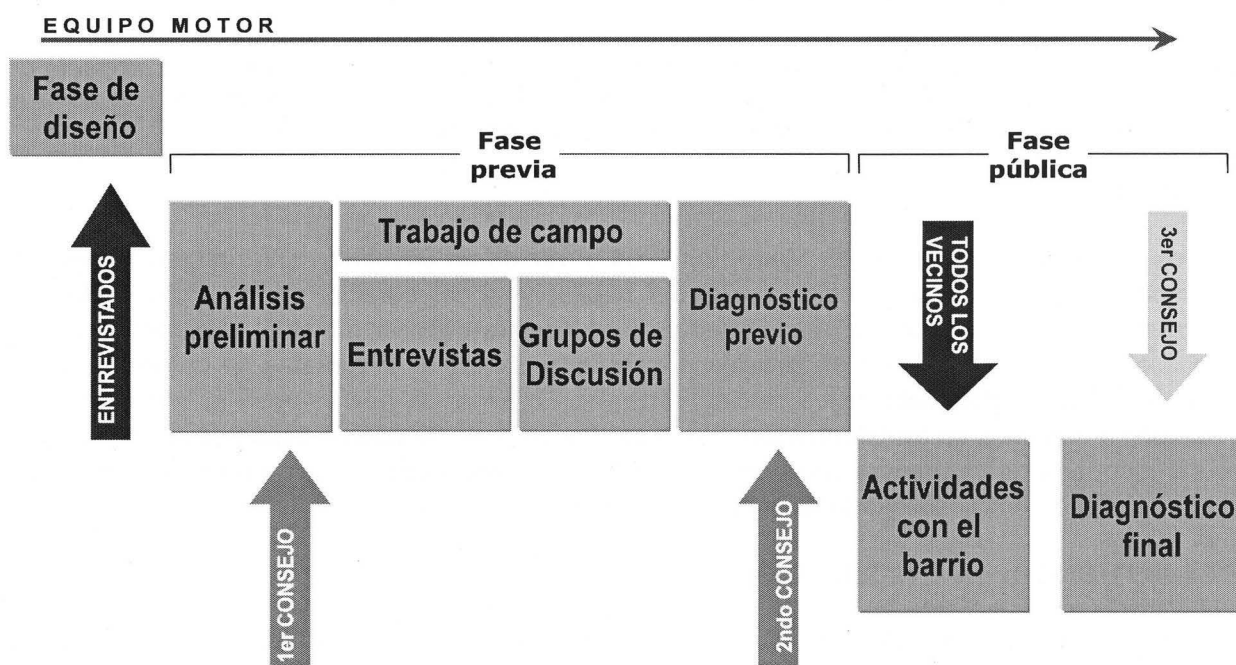 EQUIPO MOTOR
Fase de
diseño
ENTREVISTADOS
Fase
previa
Análisis
preliminar
Trabajo de campo
Entrevistas
Grupos de
Discusión
Diagnóstico
previo
1er CONSEJO
2ndo CONSEJO
Fase
pública
TODOS LOS
VECINOS
3er CONSEJO
Actividades
con el
barrio
Diagnóstico
final